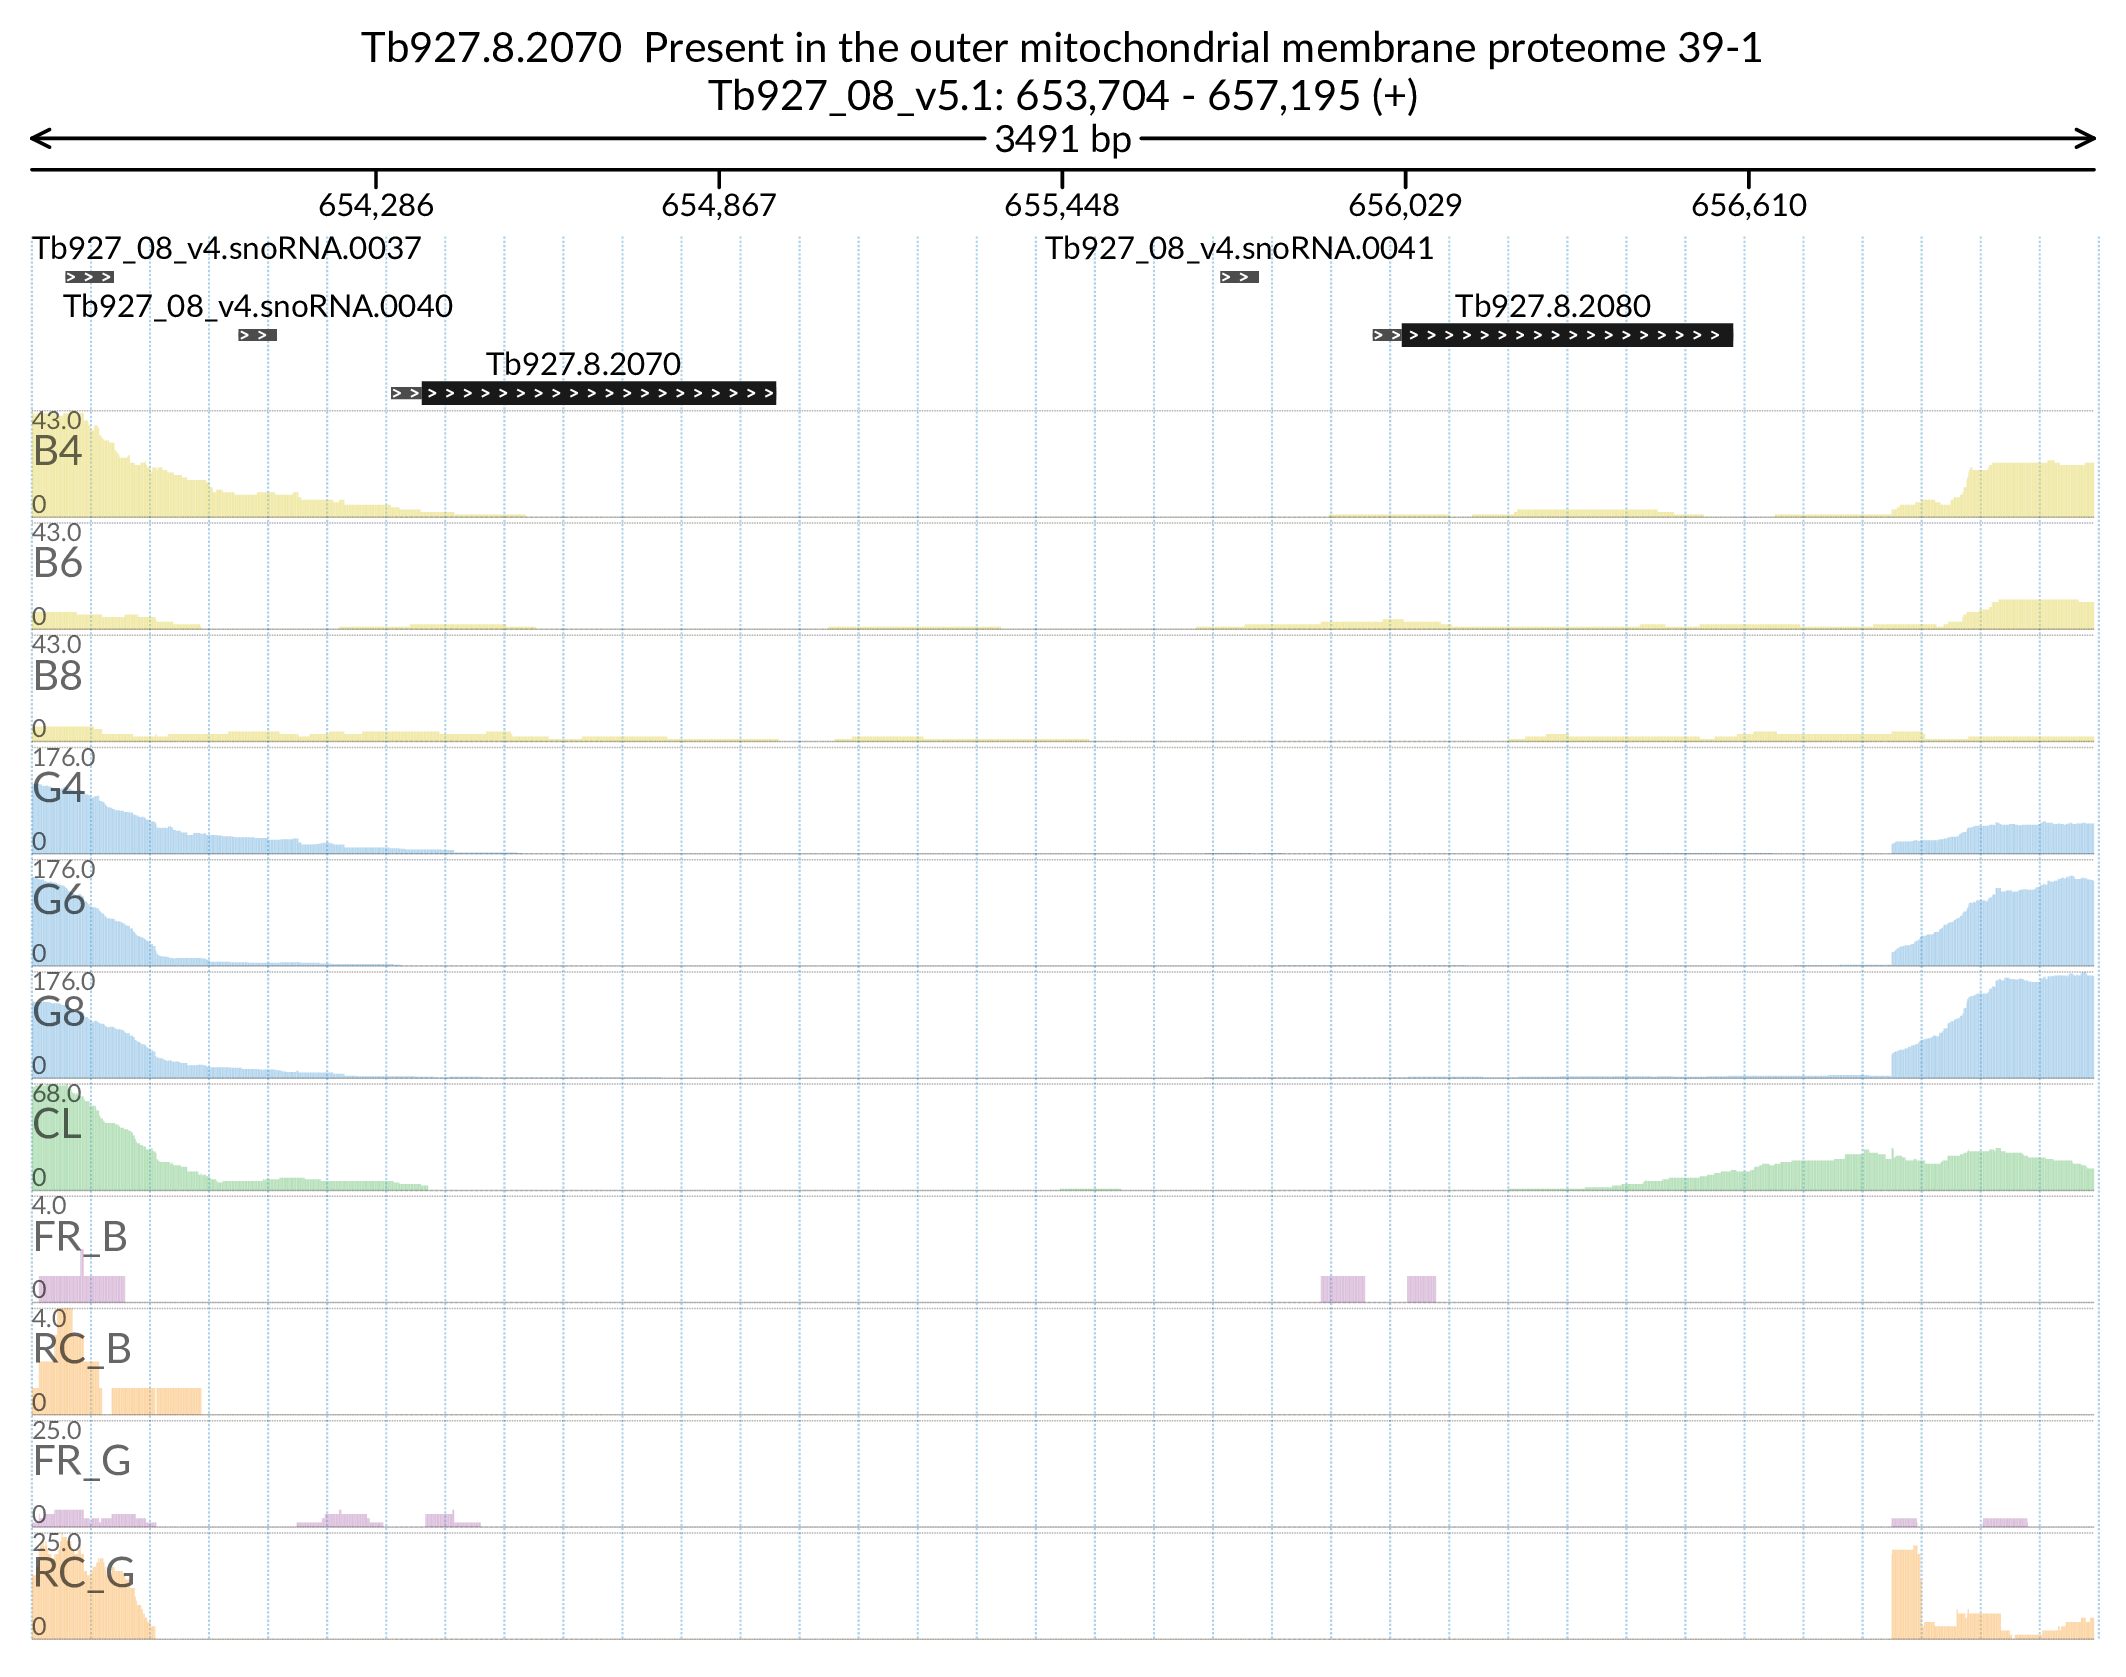 Tb927.8.2070  Present in the outer mitochondrial membrane proteome 39-1
Tb927_08_v5.1: 653,704 - 657,195 (+)
3491 bp
654,286 654,867 655,448 656,029 656,610
Tb927_08_v4.snoRNA.0037 Tb927_08_v4.snoRNA.0041
Tb927_08_v4.snoRNA.0040 Tb927.8.2080
Tb927.8.2070
43.0
B4
0
43.0
B6
0
43.0
B8
0
176.0
G4
0
176.0
G6
0
176.0
G8
0
68.0
CL
0
4.0
FR_B
0
4.0
RC_B
0
25.0
FR_G
0
25.0
RC_G
0